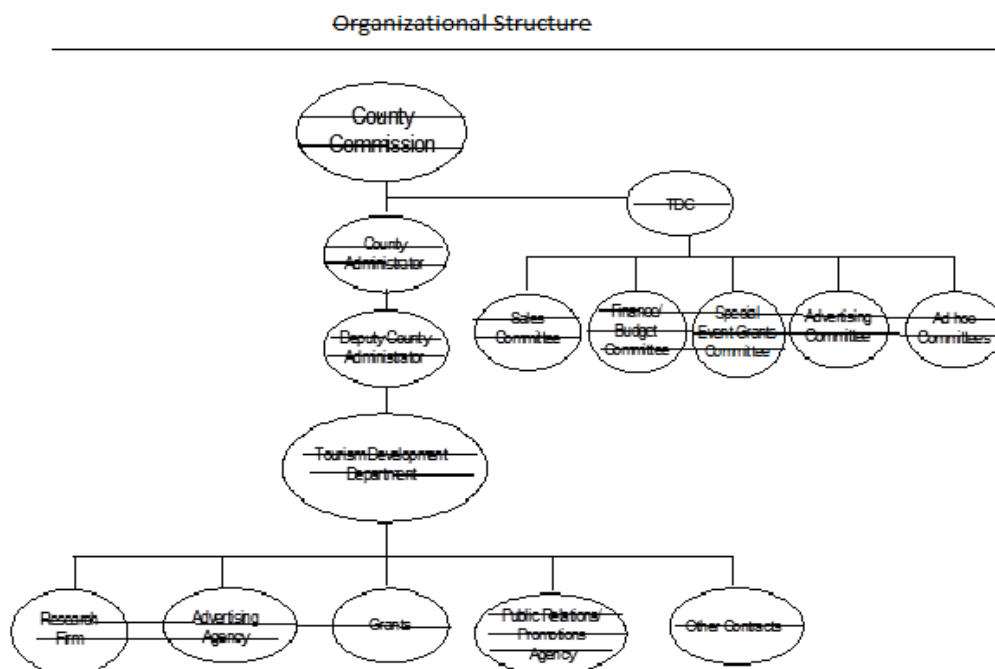 Organizational Structure
County
Commission
TDC
County
Administrator
Deputy County
Administrator
Sales
Committee
Finance/
Budget
Committee
Special
Event Grants
Committee
Advertising
Committee
Ad hoc
Committees
Tourism Development
Department
Research
Firm
Advertising
Agency
Grants
Public Relations/
Promotions
Agency
Other Contracts